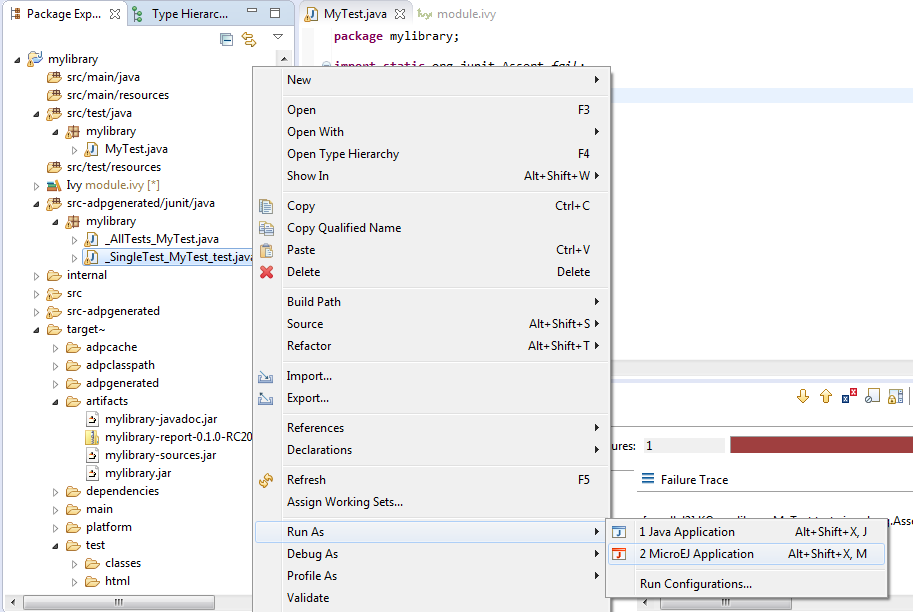 Package Exp...
Type Hierarc...
MyTest.java
module.ivy
package mylibrary;
import static org.junit.Assert.fail;
mylibrary
src/main/java
src/main/resources
src/test/java
mylibrary
MyTest.java
src/test/resources
Ivy module.ivy [*]
src-adpgenerated/junit/java
mylibrary
_AllTests_MyTest.java
_SingleTest_MyTest_test.java
internal
src
src-adpgenerated
target~
adpcache
adpclasspath
adpgenerated
artifacts
mylibrary-javadoc.jar
mylibrary-report-0.1.0-RC20
mylibrary-sources.jar
mylibrary.jar
dependencies
main
platform
test
classes
html
New
Open F3
Open With
Open Type Hierarchy F4
Show In Alt+Shift+W
Copy Ctrl+C
Copy Qualified Name
Paste Ctrl+V
Delete Delete
Build Path
Source Alt+Shift+S
Refactor Alt+Shift+T
Import...
Export...
References
Declarations
Refresh F5
Assign Working Sets...
Run As
Debug As
Profile As
Validate
1 Java Application Alt+Shift+X, J
2 MicroEJ Application Alt+Shift+X, M
Run Configurations...
ures: 1
Failure Trace